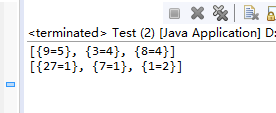 <terminated> Test (2) [Java Application] D:
[{9=5}, {3=4}, {8=4}]
[{27=1}, {7=1}, {1=2}]